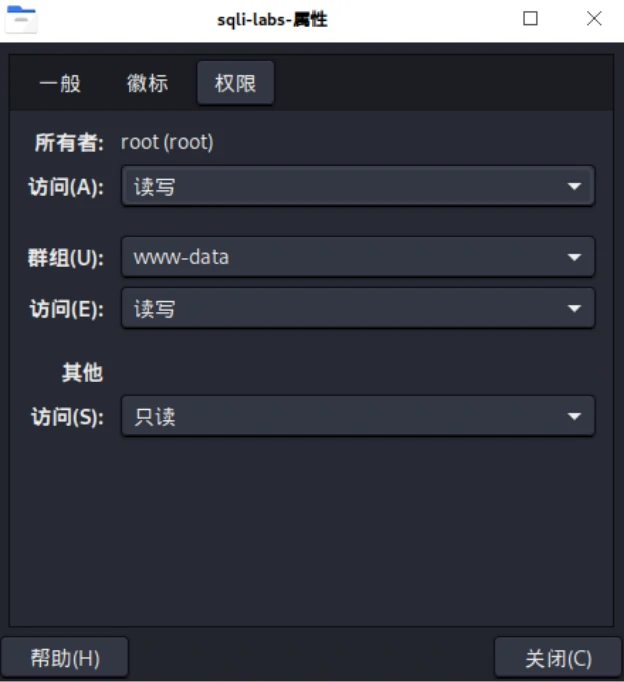 sqli-labs-属性
一般 徽标 权限
所有者: root (root)
访问(A): 读写
群组(U): www-data
访问(E): 读写
其他
访问(S): 只读
帮助(H) 关闭(C)